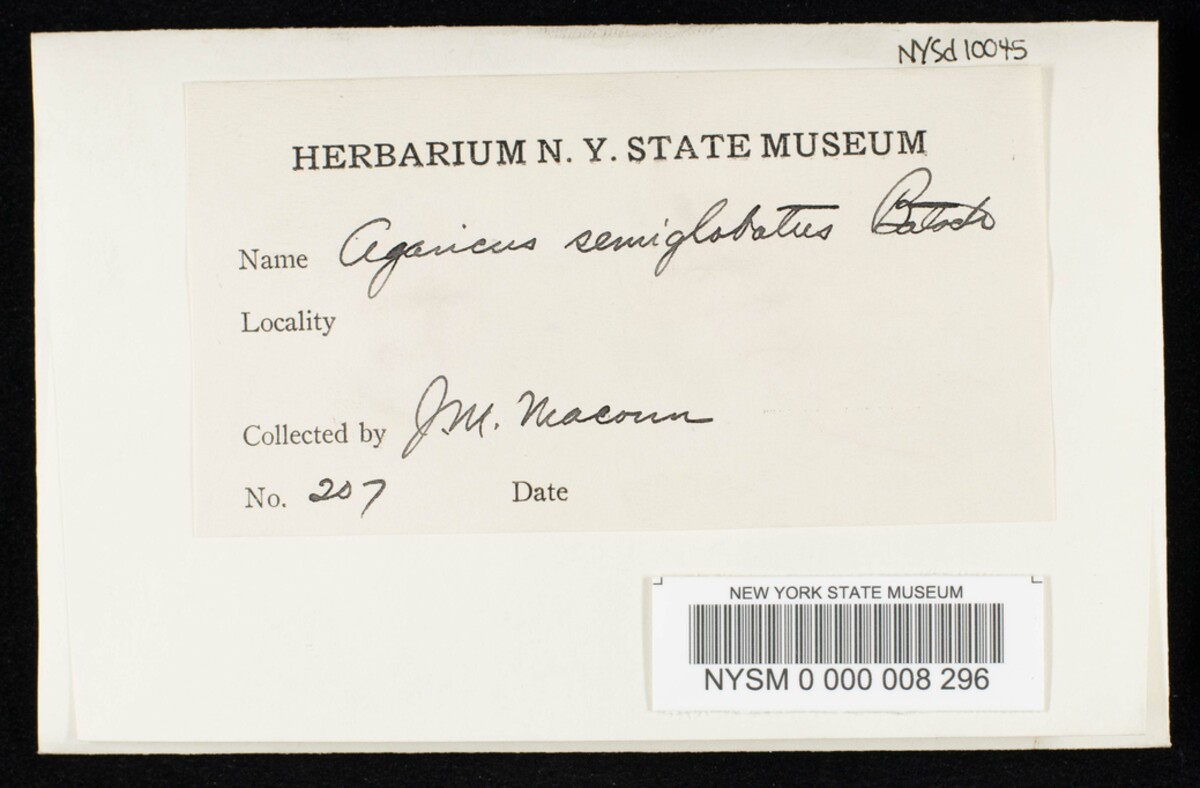 NYSd 10045
HERBARIUM N. Y. STATE MUSEUM
Name Agaricus semiglobatus Batsch
Locality
Collected by J.M. Macoun
No. 207 Date
NEW YORK STATE MUSEUM
NYSM 0 000 008 296